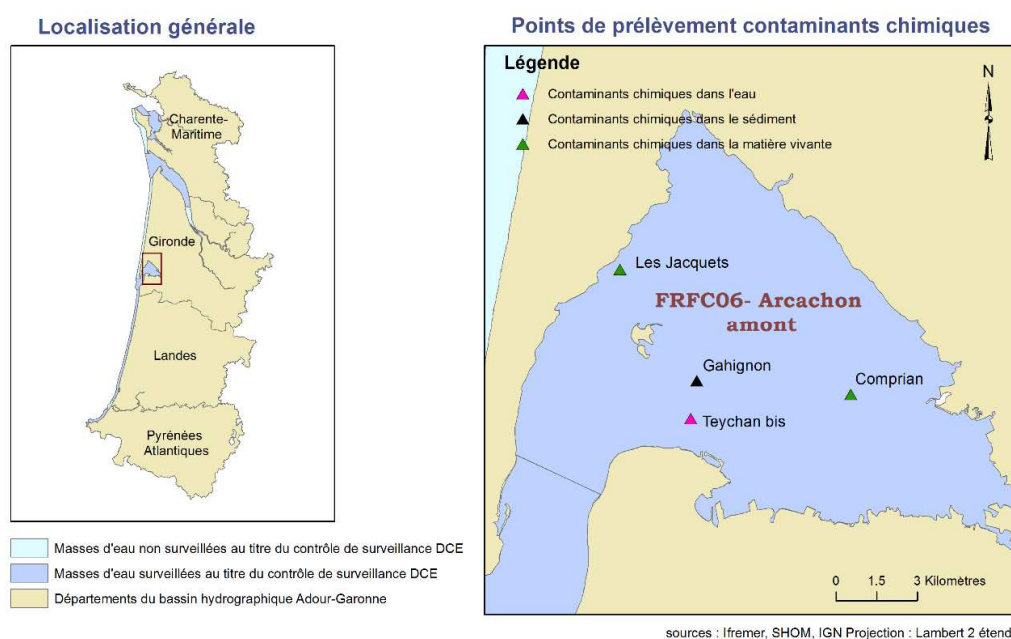 Localisation générale
Charente-
Maritime
Gironde
Landes
Pyrénées
Atlantiques
Masses d'eau non surveillées au titre du contrôle de surveillance DCE
Masses d'eau surveillées au titre du contrôle de surveillance DCE
Départements du bassin hydrographique Adour-Garonne
Points de prélèvement contaminants chimiques
Légende
Contaminants chimiques dans l'eau
Contaminants chimiques dans le sédiment
Contaminants chimiques dans la matière vivante
N
Les Jacquets
FRFC06- Arcachon
amont
Gahignon
Comprian
Teychan bis
0 1.5 3 Kilomètres
sources : Ifremer, SHOM, IGN Projection : Lambert 2 étend